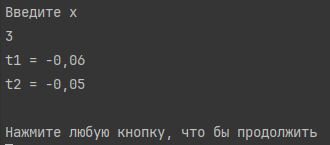 Введите x
3
t1 = -0,06
t2 = -0,05
Нажмите любую кнопку, что бы продолжить